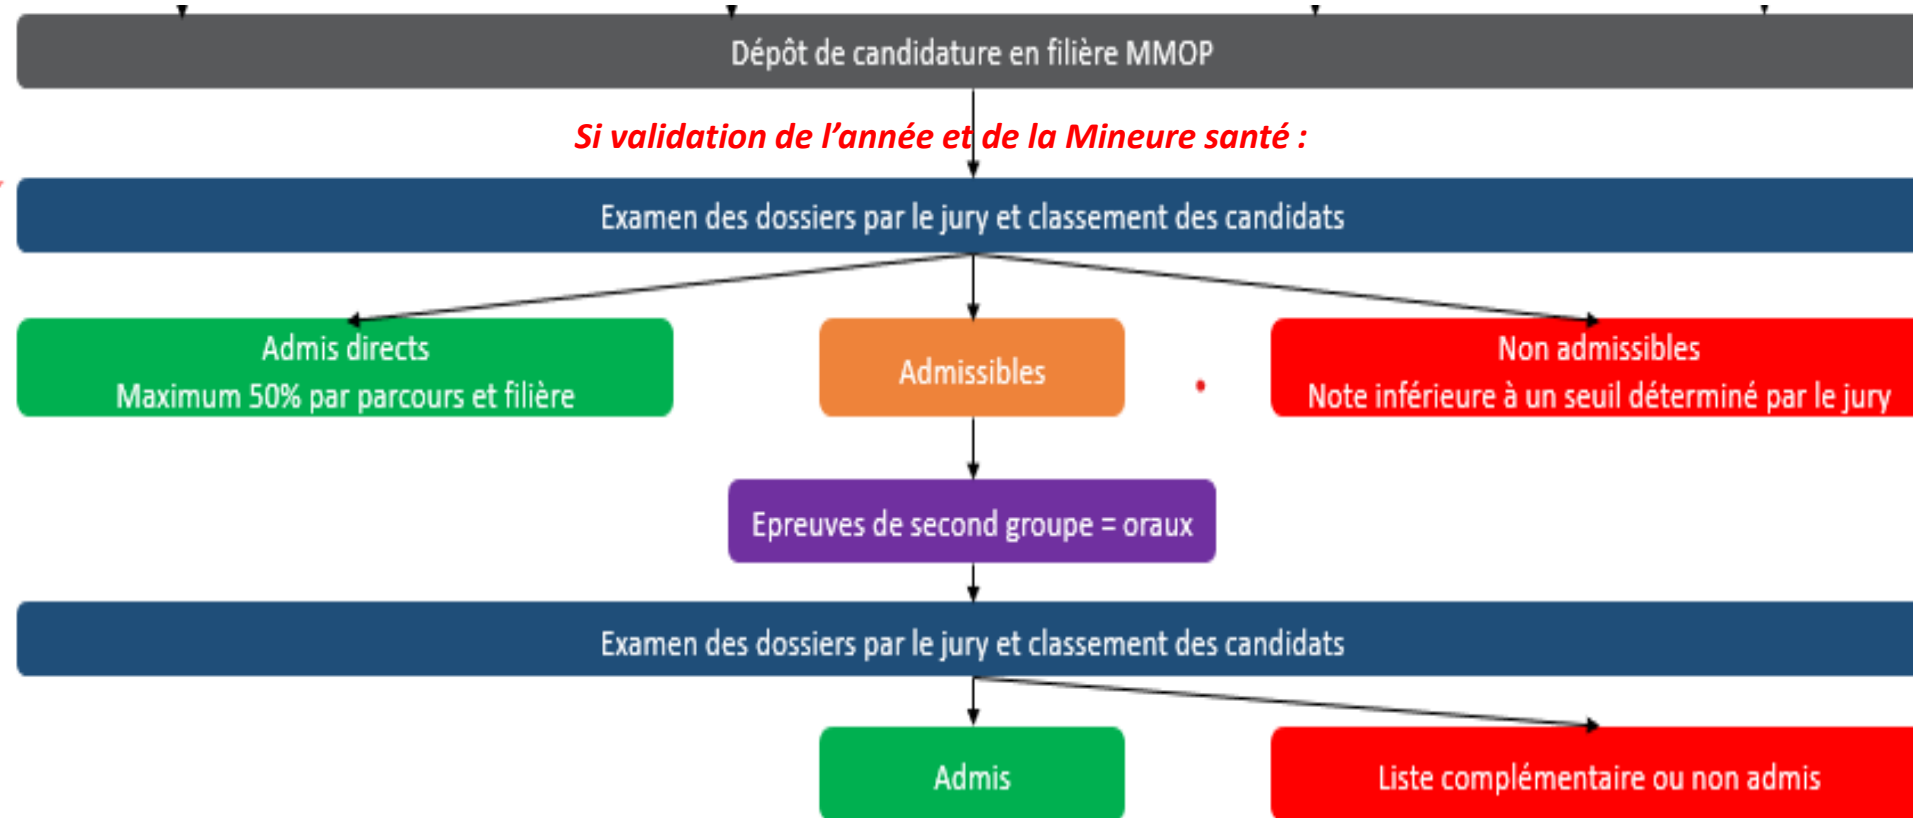 Dépôt de candidature en filière MMOP
Si validation de l’année et de la Mineure santé :
Examen des dossiers par le jury et classement des candidats
Admis directs
Maximum 50% par parcours et filière
Admissibles
Non admissibles
Note inférieure à un seuil déterminé par le jury
Epreuves de second groupe = oraux
Examen des dossiers par le jury et classement des candidats
Admis
Liste complémentaire ou non admis